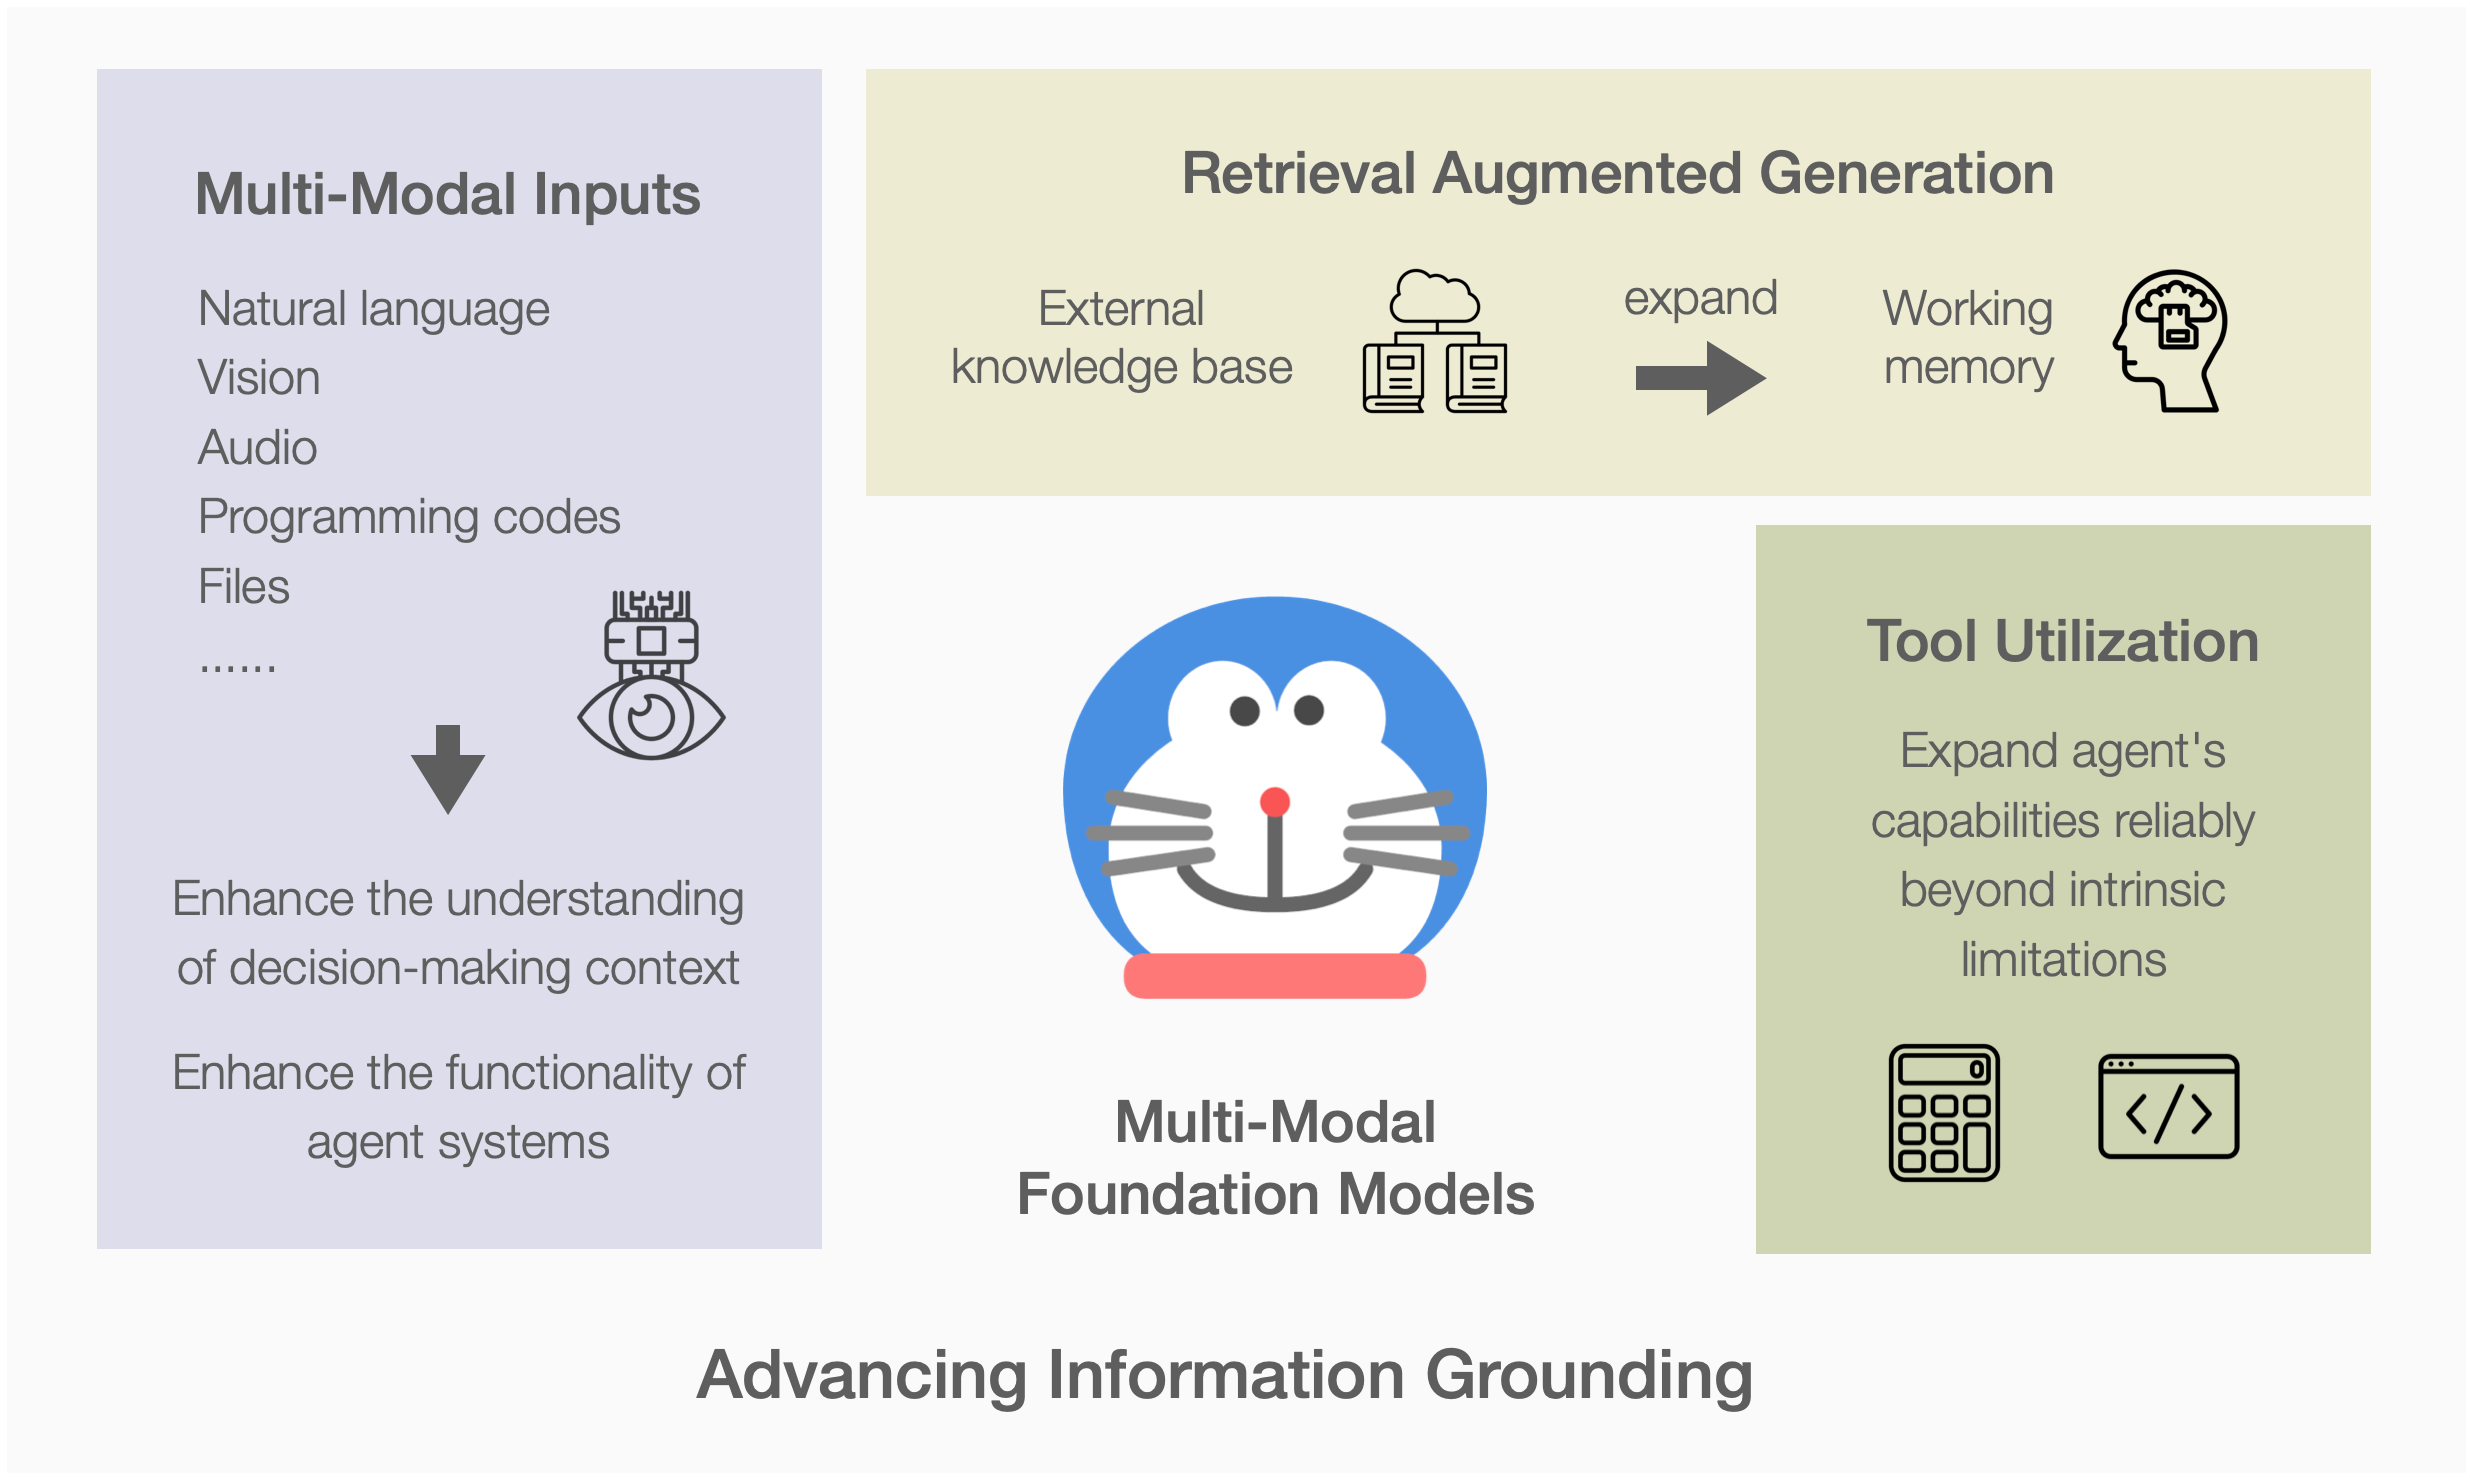 Multi-Modal Inputs
Natural language
Vision
Audio
Programming codes
Files
......
Enhance the understanding
of decision-making context
Enhance the functionality of
agent systems
Retrieval Augmented Generation
External
knowledge base
expand
Working
memory
Multi-Modal
Foundation Models
Tool Utilization
Expand agent's
capabilities reliably
beyond intrinsic
limitations
0
</>
Advancing Information Grounding